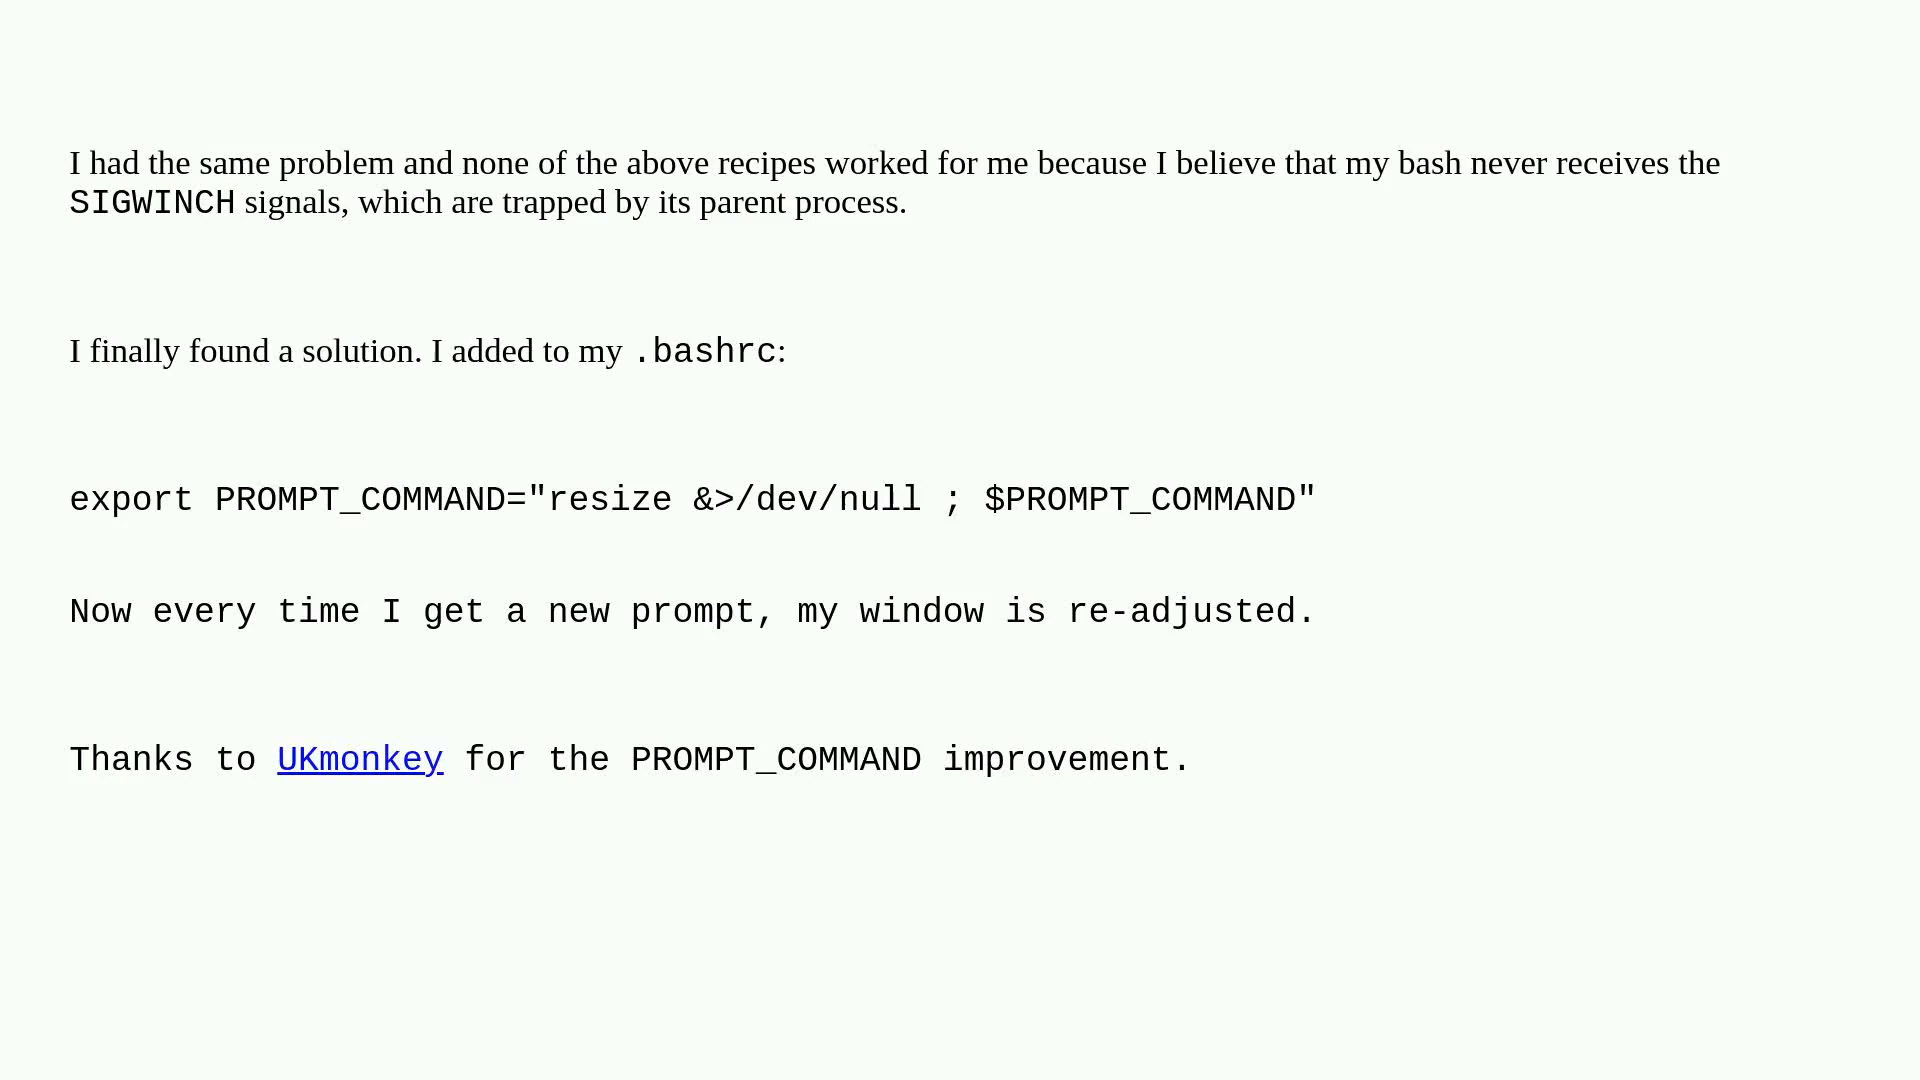 I had the same problem and none of the above recipes worked for me because I believe that my bash never receives the
SIGWINCH signals, which are trapped by its parent process.
I finally found a solution. I added to my .bashrc:
export PROMPT_COMMAND="resize &>/dev/null ; $PROMPT_COMMAND"
Now every time I get a new prompt, my window is re-adjusted.
Thanks to UKmonkey for the PROMPT_COMMAND improvement.